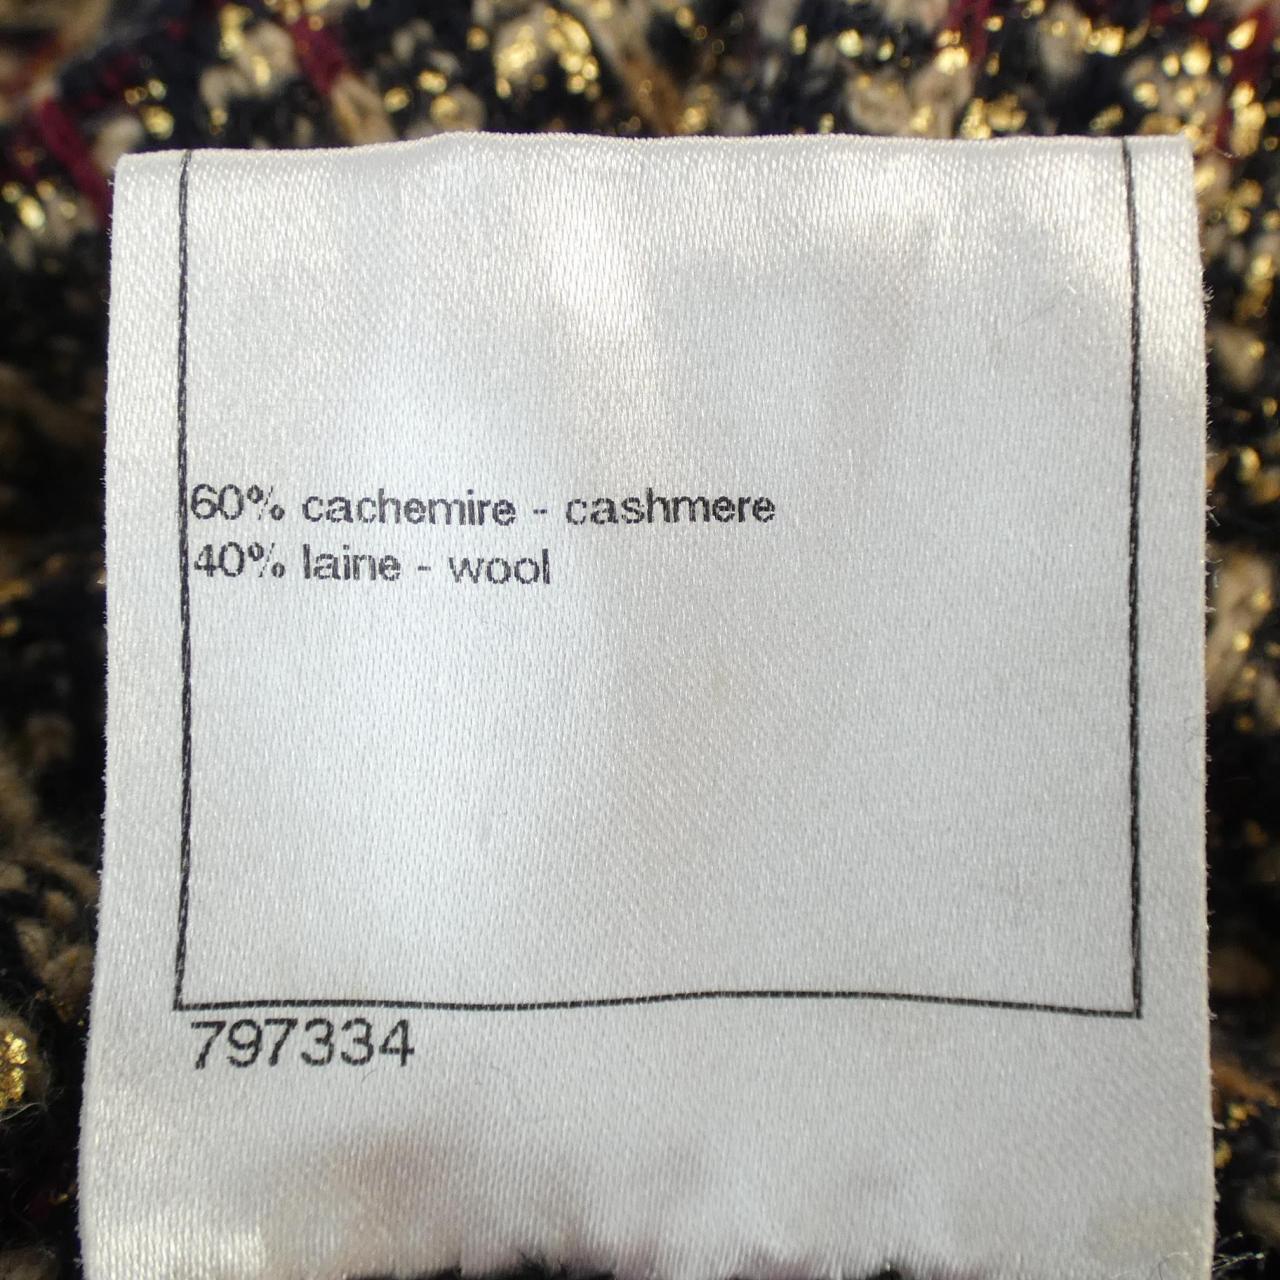 60% cachemire - cashmere
40% laine - wool
797334